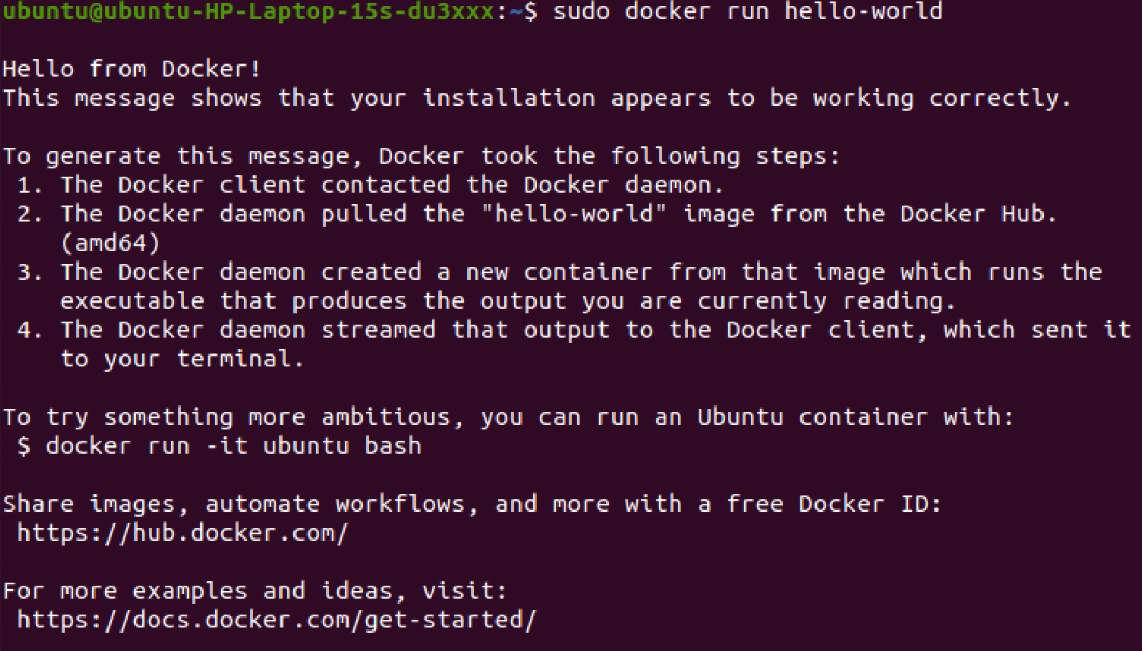 ubuntu@ubuntu-HP-Laptop-15s-du3xxx:~$ sudo docker run hello-world
Hello from Docker!
This message shows that your installation appears to be working correctly.
To generate this message, Docker took the following steps:
1. The Docker client contacted the Docker daemon.
2. The Docker daemon pulled the "hello-world" image from the Docker Hub.
(amd64)
3. The Docker daemon created a new container from that image which runs the
executable that produces the output you are currently reading.
4. The Docker daemon streamed that output to the Docker client, which sent it
to your terminal.
To try something more ambitious, you can run an Ubuntu container with:
$ docker run -it ubuntu bash
Share images, automate workflows, and more with a free Docker ID:
https://hub.docker.com/
For more examples and ideas, visit:
https://docs.docker.com/get-started/